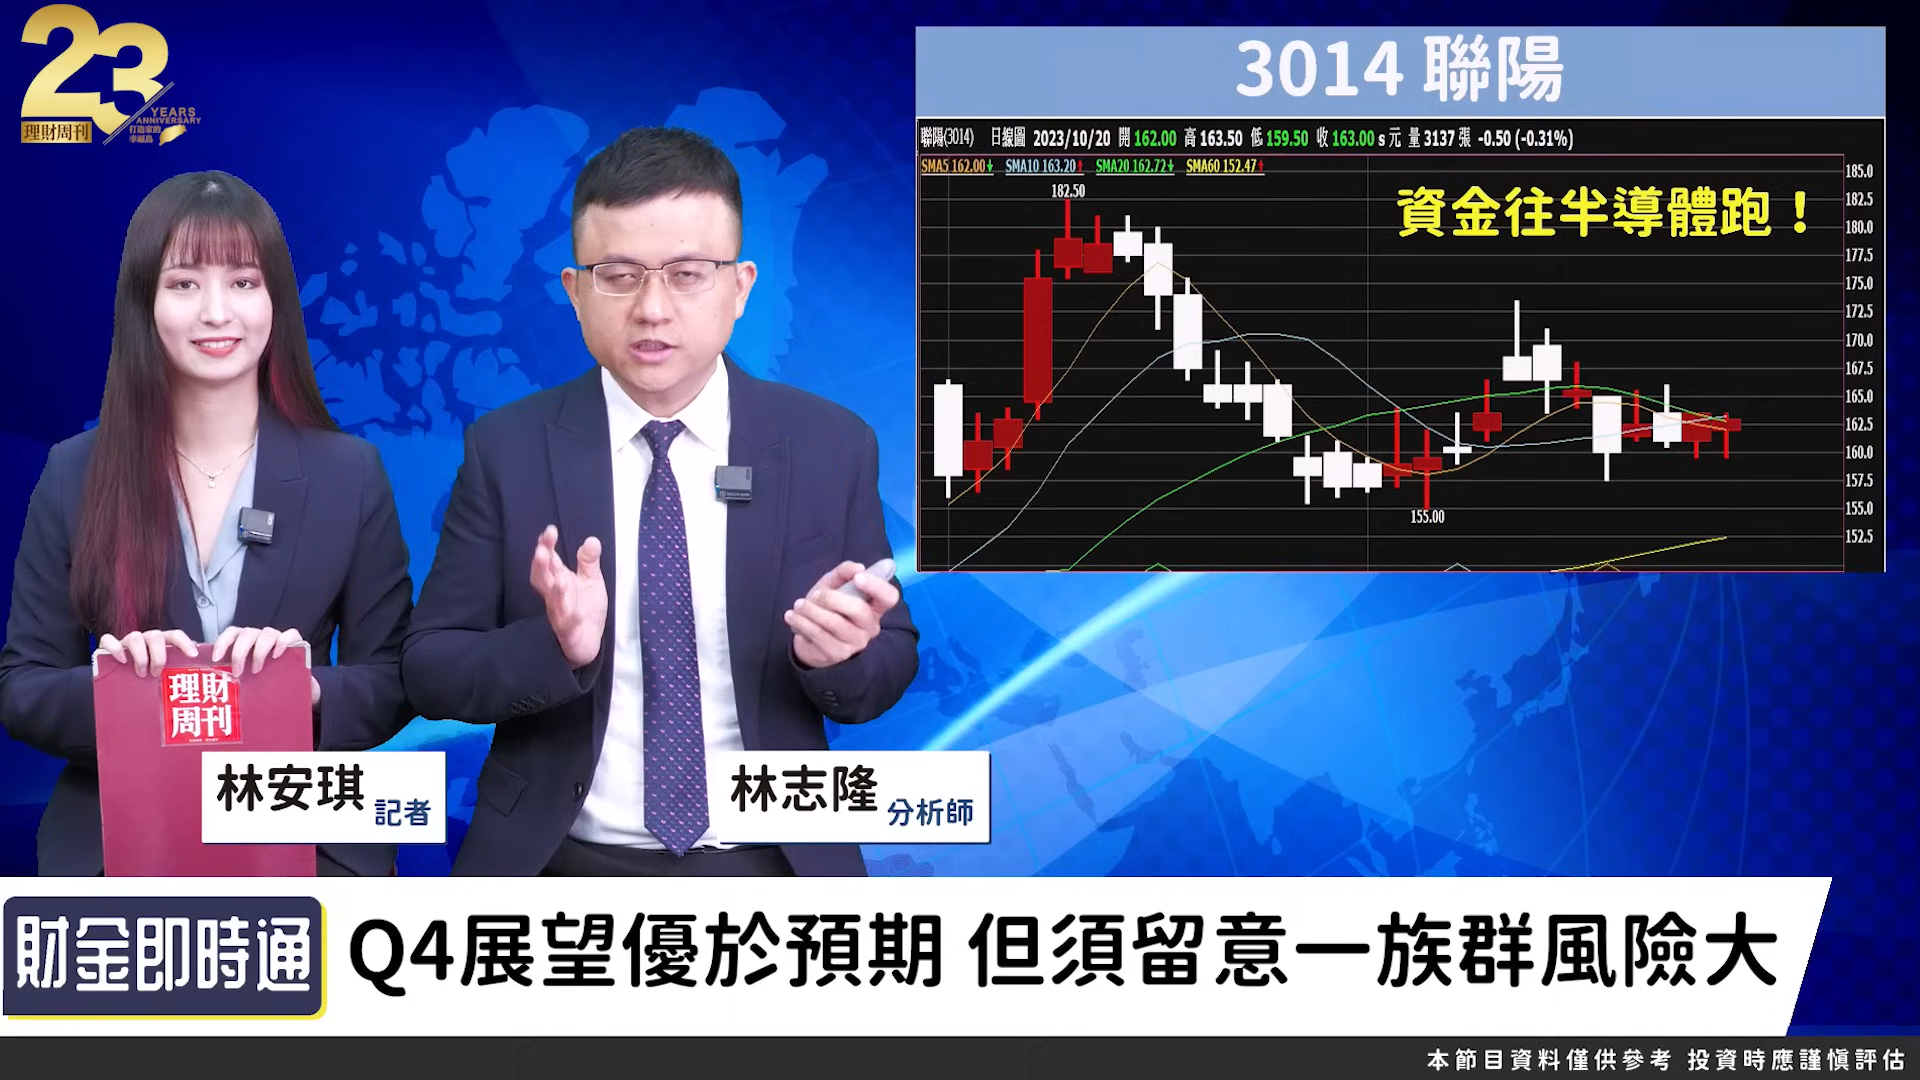 23
YEARS
ANNIVERSARY
理財周刊
打造家的
幸福島
3014 聯陽
聯陽(3014) 日線圖 2023/10/20 開 162.00 高 163.50 低 159.50 收 163.00 s 元 量 3137 張 -0.50 (-0.31%)
SMA5 162.00↓ SMA10 163.20↑ SMA20 162.72↓ SMA60 152.47↑
資金往半導體跑！
182.50
155.00
185.0
182.5
180.0
177.5
175.0
172.5
170.0
167.5
165.0
162.5
160.0
157.5
155.0
152.5
理財
周刊
林安琪 記者
林志隆 分析師
財金即時通
Q4展望優於預期 但須留意一族群風險大
本節目資料僅供參考 投資時應謹慎評估